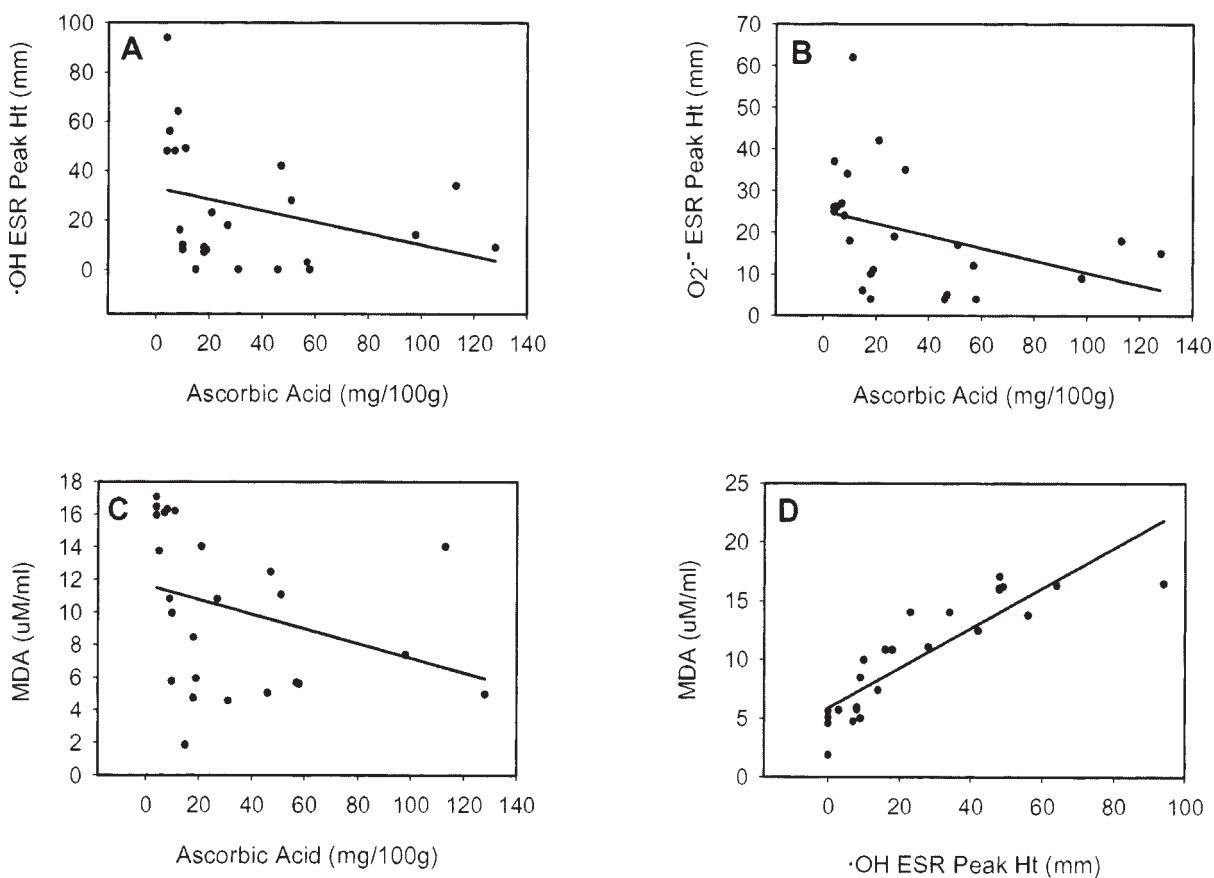 A
·OH ESR Peak Ht (mm)
100
80
60
40
20
0
0 20 40 60 80 100 120 140
Ascorbic Acid (mg/100g)
B
O2·- ESR Peak Ht (mm)
70
60
50
40
30
20
10
0
0 20 40 60 80 100 120 140
Ascorbic Acid (mg/100g)
C
MDA (uM/ml)
18
16
14
12
10
8
6
4
2
0
0 20 40 60 80 100 120 140
Ascorbic Acid (mg/100g)
D
MDA (uM/ml)
25
20
15
10
5
0
0 20 40 60 80 100
·OH ESR Peak Ht (mm)